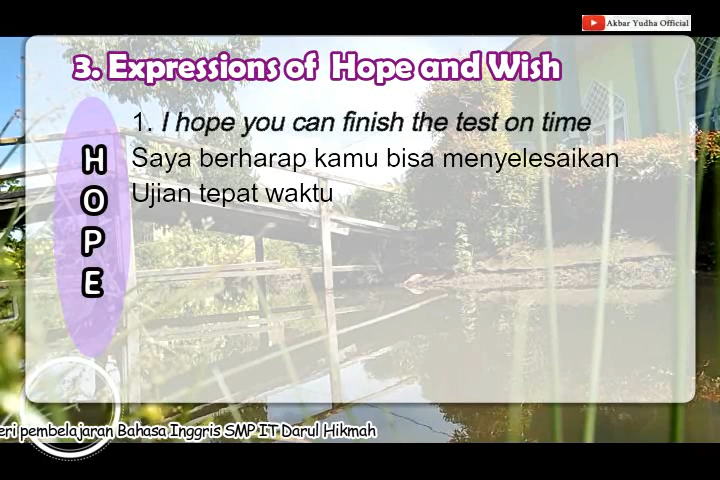 Akbar Yudha Official
3. Expressions of Hope and Wish
HOPE
1. I hope you can finish the test on time
Saya berharap kamu bisa menyelesaikan
Ujian tepat waktu
pembelajaran Bahasa Inggris SMP IT Darul Hikmah